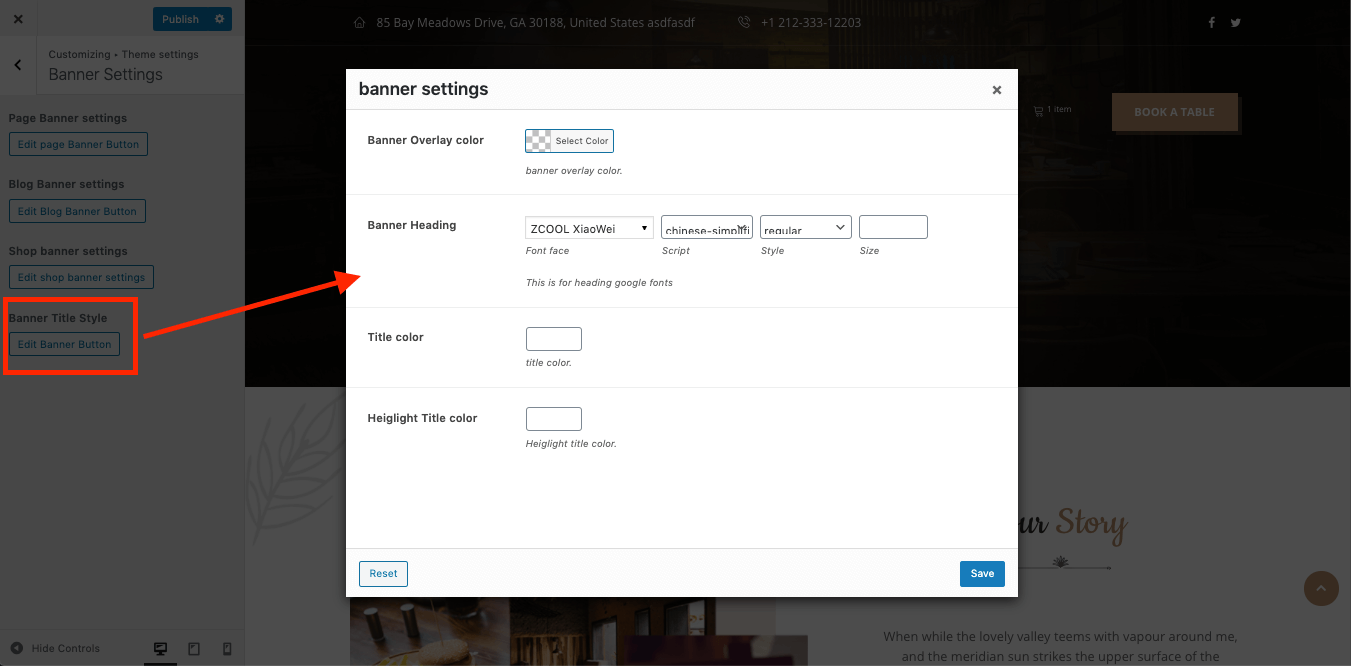 Publish
Customizing • Theme settings
Banner Settings
Page Banner settings
Edit page Banner Button
Blog Banner settings
Edit Blog Banner Button
Shop banner settings
Edit shop banner settings
Banner Title Style
Edit Banner Button
Hide Controls
85 Bay Meadows Drive, GA 30188, United States asdfasdf
+1 212-333-12203
1 item
BOOK A TABLE
banner settings
×
Banner Overlay color
Select Color
banner overlay color.
Banner Heading
ZCOOL XiaoWei
chinese-simplifi
regular
Font face
Script
Style
Size
This is for heading google fonts
Title color
title color.
Heiglight Title color
Heiglight title color.
Reset
Save
ur Story
When while the lovely valley teems with vapour around me,
and the meridian sun strikes the upper surface of the